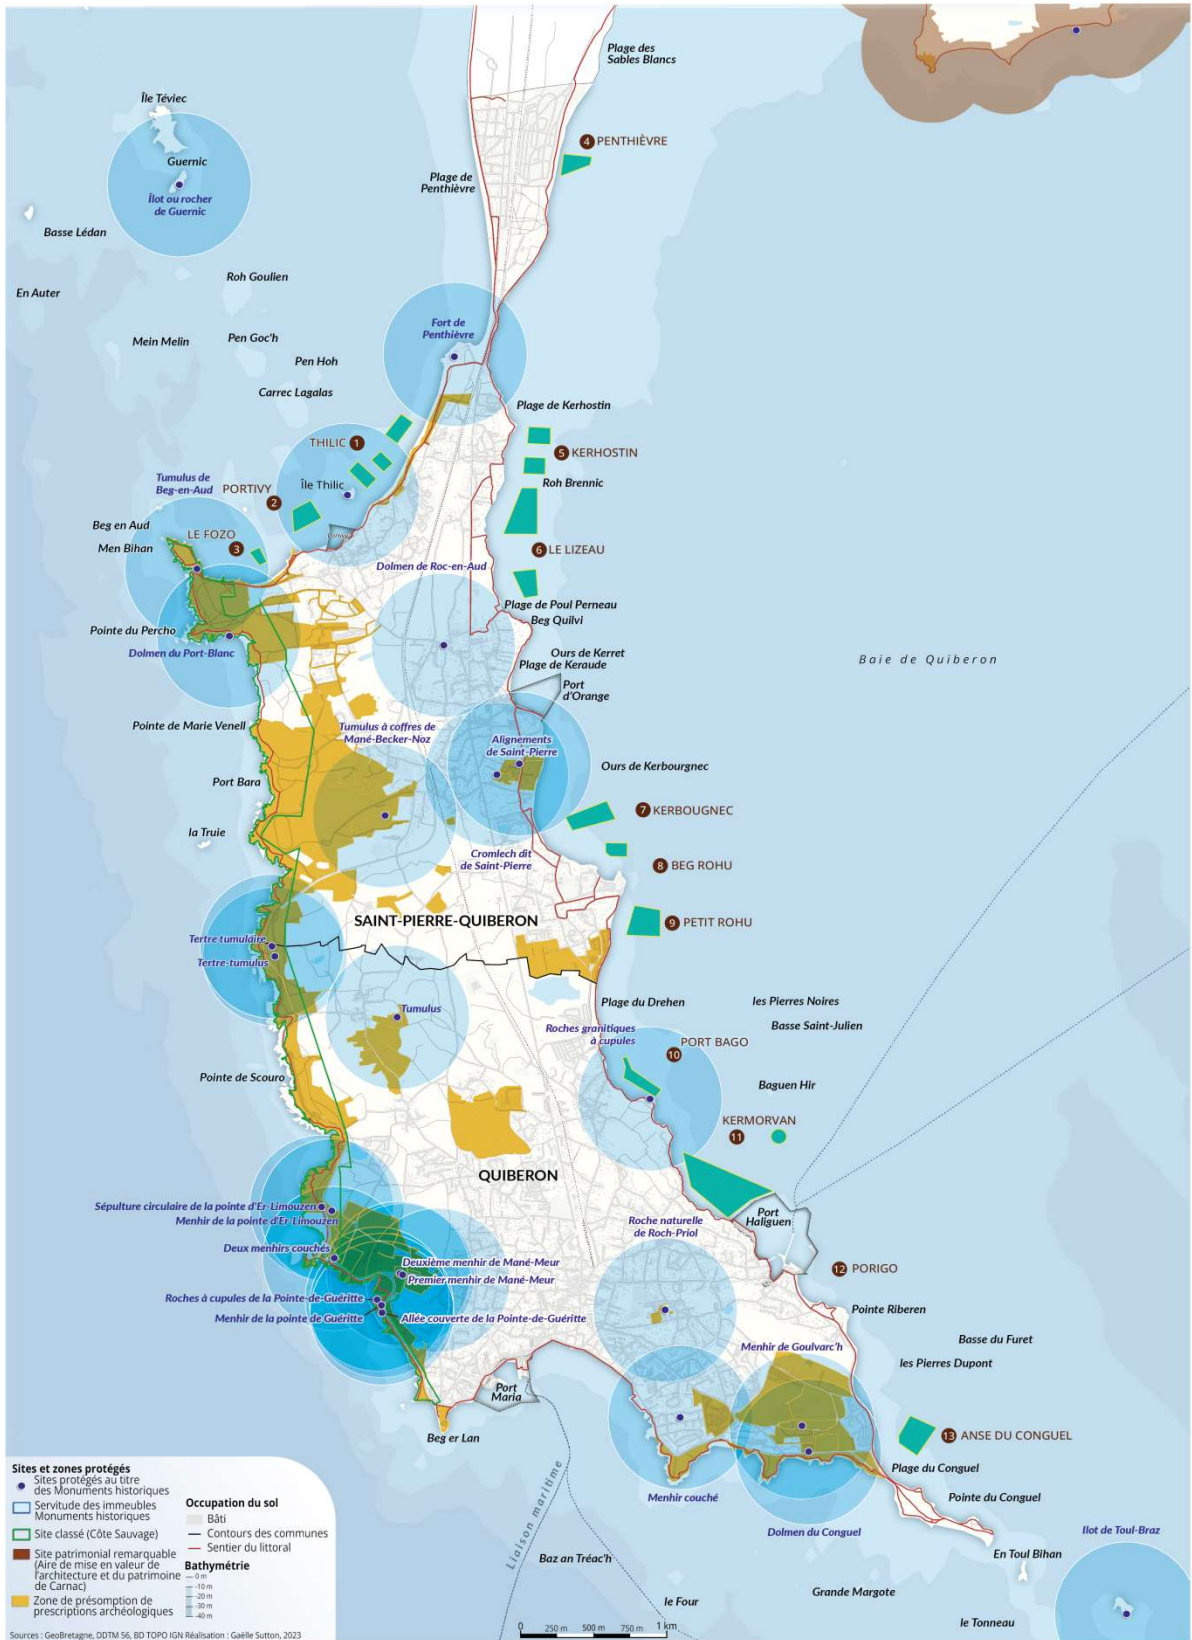 Plage des
Sables Blancs
Île Téviec
4 PENTHIÈVRE
Guernic
Plage de
Penthièvre
Îlot ou rocher
de Guernic
Basse Lédan
Roh Goulien
En Auter
Fort de
Penthièvre
Mein Melin
Pen Goc'h
Pen Hoh
Carrec Lagalas
Plage de Kerhostin
THILIC 1
5 KERHOSTIN
Tumulus de
Beg-en-Aud
PORTIVY
2
Île Thilic
Roh Brennic
Beg en Aud
LE FOZO
Men Bihan
3
6 LE LIZEAU
Dolmen de Roc-en-Aud
Plage de Poul Perneau
Beg Quilvi
Pointe du Percho
Dolmen du Port-Blanc
Ours de Kerret
Plage de Keraude
Baie de Quiberon
Port
d'Orange
Pointe de Marie Venell
Tumulus à coffres de
Mané-Becker-Noz
Alignements
de Saint-Pierre
Ours de Kerbourgnec
Port Bara
7 KERBOUGNEC
la Truie
Cromlech dit
de Saint-Pierre
8 BEG ROHU
SAINT-PIERRE-QUIBERON
9 PETIT ROHU
Tertre tumulaire
Tertre-tumulus
Tumulus
Plage du Drehen
les Pierres Noires
Roches granitiques
à cupules
Basse Saint-Julien
PORT BAGO
10
Pointe de Scouro
Baguen Hir
KERMORVAN
11
QUIBERON
Sépulture circulaire de la pointe d'Er-Limouzen
Menhir de la pointe d'Er-Limouzen
Roche naturelle
de Roch-Priol
Port
Haliguen
Deux menhirs couchés
Deuxième menhir de Mané-Meur
Premier menhir de Mané-Meur
12 PORIGO
Roches à cupules de la Pointe-de-Guéritte
Menhir de la pointe de Guéritte
Allée couverte de la Pointe-de-Guéritte
Pointe Riberen
Menhir de Goulvarc'h
Basse du Furet
les Pierres Dupont
Port
Maria
Beg er Lan
13 ANSE DU CONGUEL
Plage du Conguel
Menhir couché
Pointe du Conguel
Dolmen du Conguel
Ilot de Toul-Braz
Liaison maritime
Baz an Tréac'h
En Toul Bihan
Grande Margote
le Four
le Tonneau
Sites et zones protégés
Sites protégés au titre
des Monuments historiques
Servitude des immeubles
Monuments historiques
Site classé (Côte Sauvage)
Site patrimonial remarquable
(Aire de mise en valeur de
l'architecture et du patrimoine
de Carnac)
Zone de présomption de
prescriptions archéologiques
Occupation du sol
Bâti
Contours des communes
Sentier du littoral
Bathymétrie
0 m
-10 m
-20 m
-30 m
-40 m
0 250 m 500 m 750 m 1 km
Sources : GeoBretagne, DDTM 56, BD TOPO IGN Réalisation : Gaëlle Sutton, 2023